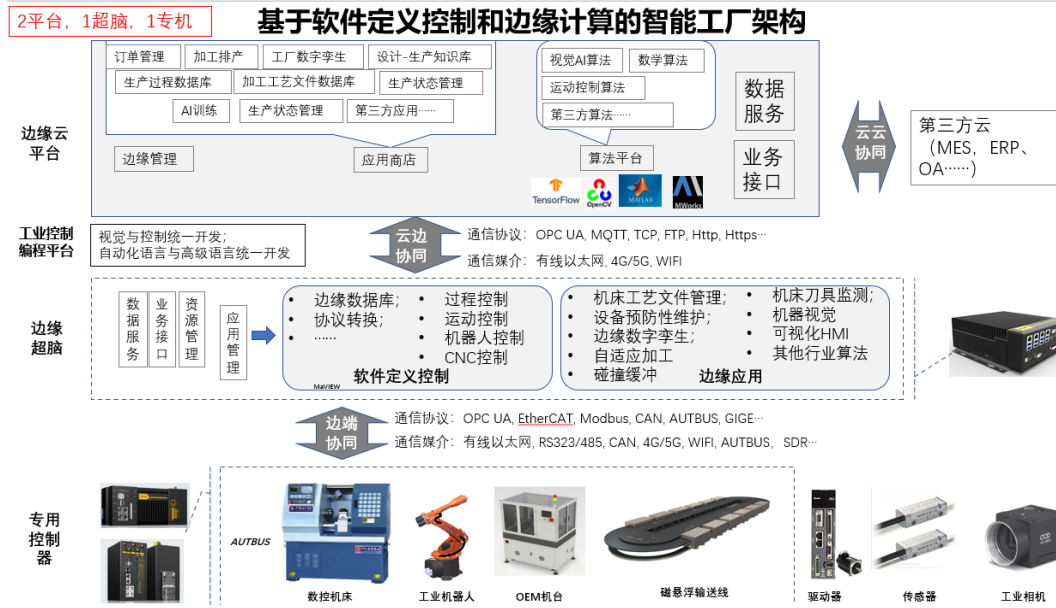 2平台，1超脑，1专机
基于软件定义控制和边缘计算的智能工厂架构
订单管理
加工排产
工厂数字孪生
设计-生产知识库
生产过程数据库
加工工艺文件数据库
生产状态管理
AI训练
生产状态管理
第三方应用……
视觉AI算法
数学算法
运动控制算法
第三方算法……
数据
服务
边缘云
平台
边缘管理
应用商店
算法平台
业务
接口
TensorFlow
OpenCV
MATLAB
MWorks
云云
协同
第三方云
（MES，ERP、
OA……）
工业控制
编程平台
视觉与控制统一开发；
自动化语言与高级语言统一开发
云边
协同
通信协议：OPC UA, MQTT, TCP, FTP, Http, Https…
通信媒介：有线以太网, 4G/5G, WIFI
边缘
超脑
数据服务
业务接口
资源管理
应用管理
• 边缘数据库；
• 协议转换；
• ……
• 过程控制
• 运动控制
• 机器人控制
• CNC控制
软件定义控制
MaVIEW
• 机床工艺文件管理；
• 设备预防性维护；
• 边缘数字孪生；
• 自适应加工
• 碰撞缓冲
• 机床刀具监测；
• 机器视觉
• 可视化HMI
• 其他行业算法
边缘应用
边端
协同
通信协议：OPC UA, EtherCAT, Modbus, CAN, AUTBUS, GIGE…
通信媒介：有线以太网, RS323/485, CAN, 4G/5G, WIFI, AUTBUS，SDR…
专用
控制
器
AUTBUS
数控机床
工业机器人
OEM机台
磁悬浮输送线
驱动器
传感器
工业相机
CCD